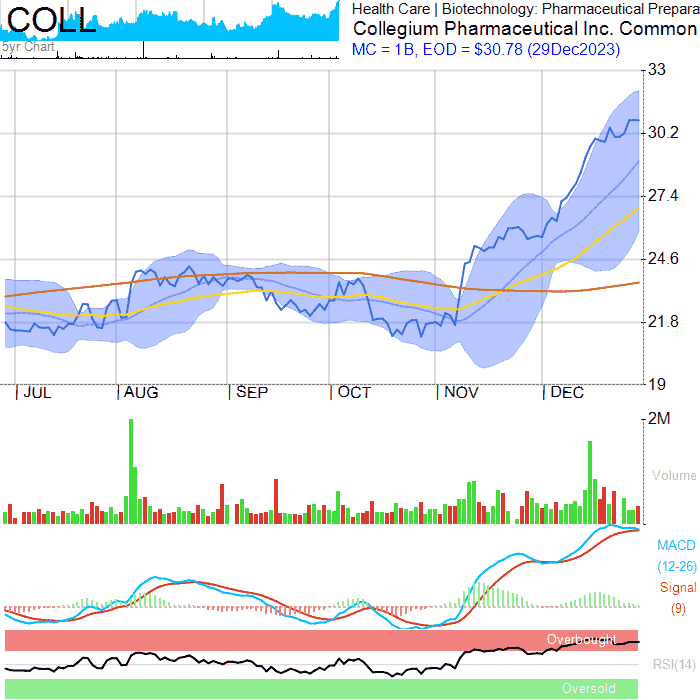 COLL
5yr Chart
Health Care | Biotechnology: Pharmaceutical Prepara
Collegium Pharmaceutical Inc. Common
MC = 1B, EOD = $30.78 (29Dec2023)
33
30.2
27.4
24.6
21.8
19
JUL AUG SEP OCT NOV DEC
2M
Volume
MACD
(12-26)
Signal
(9)
Overbought
RSI(14)
Oversold